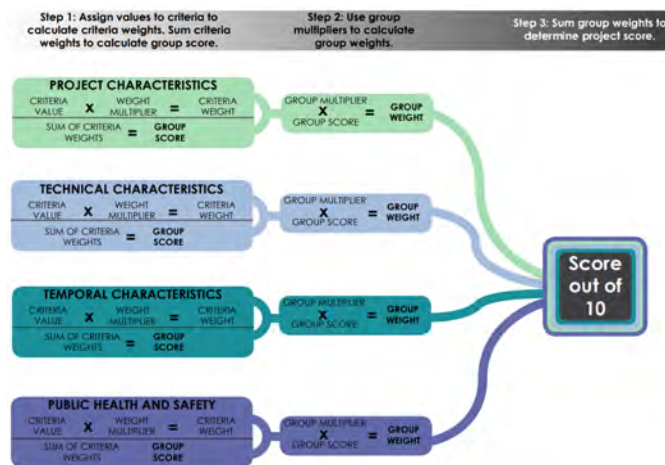 Step 1: Assign values to criteria to
calculate criteria weights. Sum criteria
weights to calculate group score.
Step 2: Use group
multipliers to calculate
group weights.
Step 3: Sum group weights to
determine project score.
PROJECT CHARACTERISTICS
CRITERIA VALUE X WEIGHT MULTIPLIER = CRITERIA WEIGHT
SUM OF CRITERIA WEIGHTS = GROUP SCORE
GROUP MULTIPLIER
X = GROUP WEIGHT
GROUP SCORE
TECHNICAL CHARACTERISTICS
CRITERIA VALUE X WEIGHT MULTIPLIER = CRITERIA WEIGHT
SUM OF CRITERIA WEIGHTS = GROUP SCORE
GROUP MULTIPLIER
X = GROUP WEIGHT
GROUP SCORE
TEMPORAL CHARACTERISTICS
CRITERIA VALUE X WEIGHT MULTIPLIER = CRITERIA WEIGHT
SUM OF CRITERIA WEIGHTS = GROUP SCORE
GROUP MULTIPLIER
X = GROUP WEIGHT
GROUP SCORE
PUBLIC HEALTH AND SAFETY
CRITERIA VALUE X WEIGHT MULTIPLIER = CRITERIA WEIGHT
SUM OF CRITERIA WEIGHTS = GROUP SCORE
GROUP MULTIPLIER
X = GROUP WEIGHT
GROUP SCORE
Score
out of
10